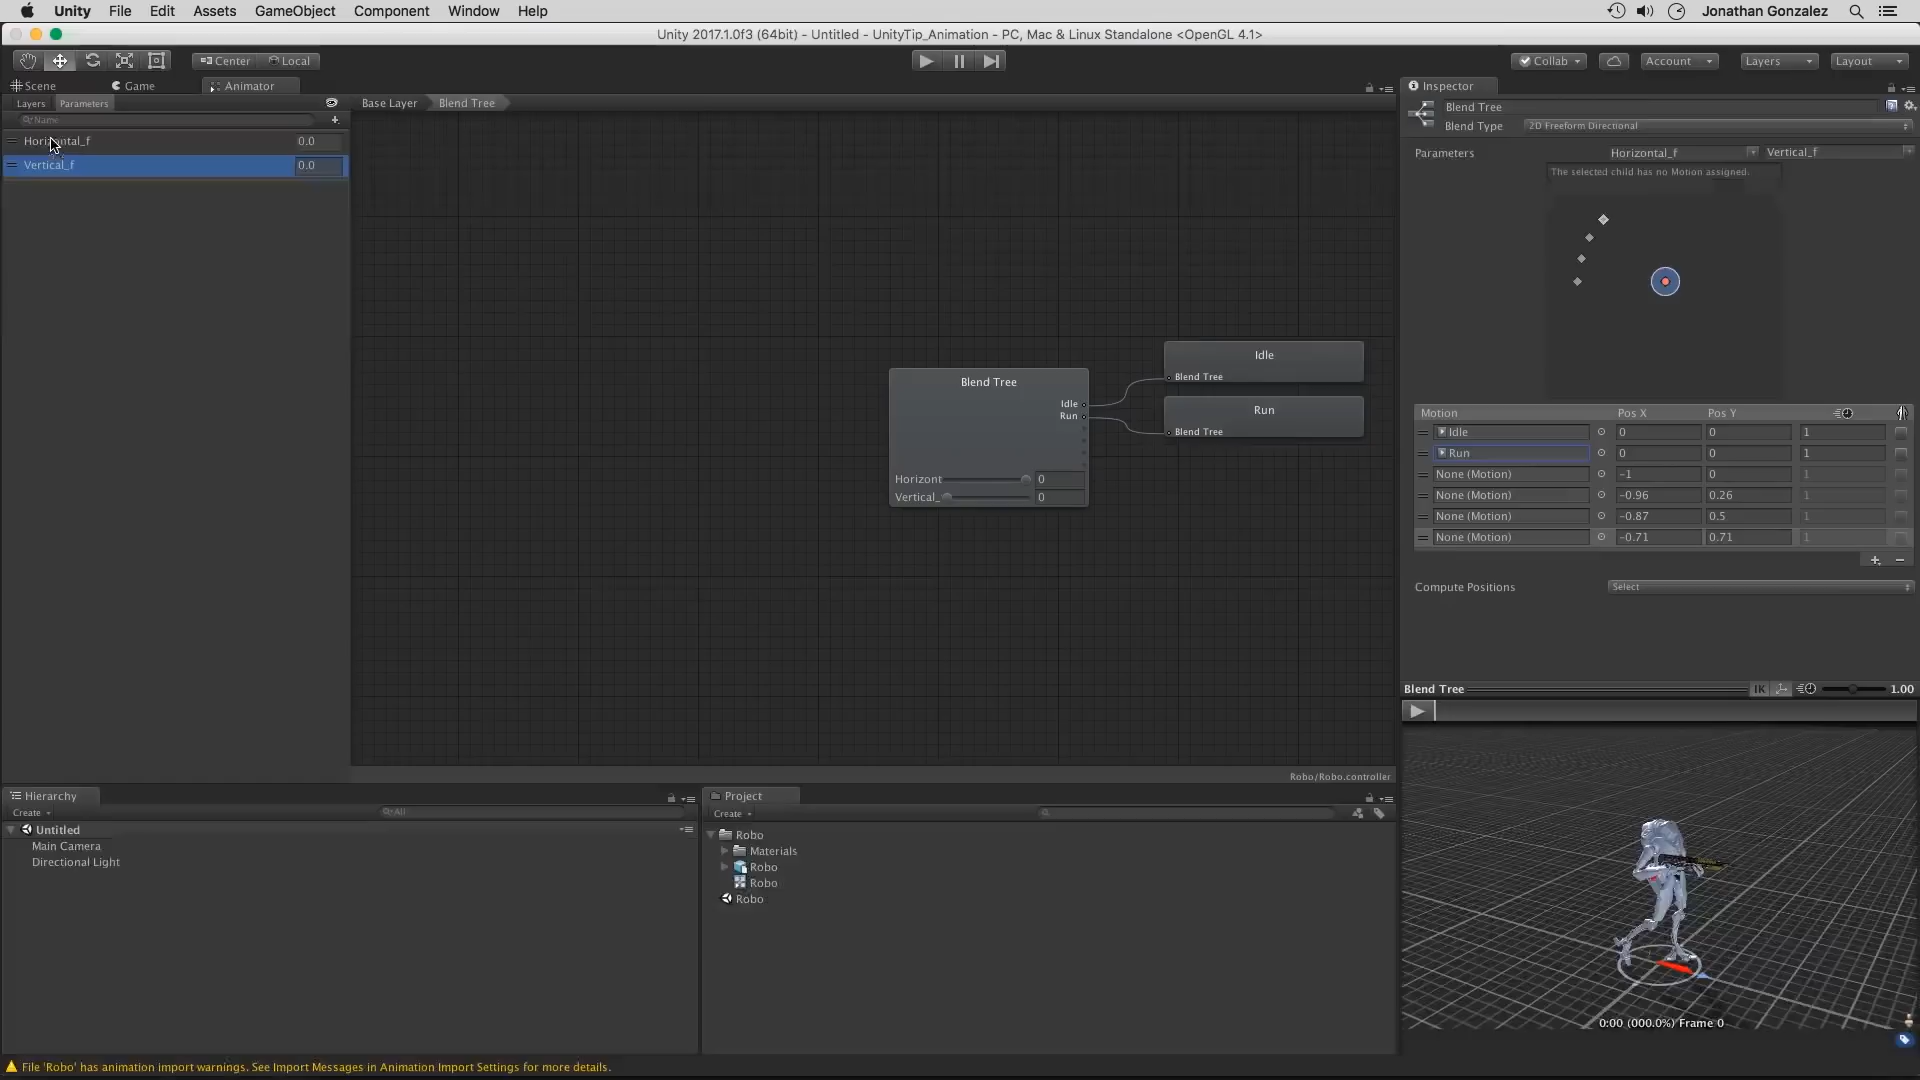 Unity File Edit Assets GameObject Component Window Help Jonathan Gonzalez
Unity 2017.1.0f3 (64bit) - Untitled - UnityTip_Animation - PC, Mac & Linux Standalone <OpenGL 4.1>
Center Local Collab Account Layers Layout
Scene Game Animator
Layers Parameters Base Layer Blend Tree
Name
Horizontal_f 0.0
Vertical_f 0.0
Blend Tree
Idle
Run
Horizont 0
Vertical_ 0
Idle
Blend Tree
Run
Blend Tree
Robo/Robo.controller
Inspector
Blend Tree
Blend Type 2D Freeform Directional
Parameters Horizontal_f Vertical_f
The selected child has no Motion assigned.
Motion Pos X Pos Y
Idle 0 0 1
Run 0 0 1
None (Motion) -1 0 1
None (Motion) -0.96 0.26 1
None (Motion) -0.87 0.5 1
None (Motion) -0.71 0.71 1
Compute Positions Select
Blend Tree IK 1.00
0:00 (000.0%) Frame 0
Hierarchy
Create All
Untitled
Main Camera
Directional Light
Project
Create
Robo
Materials
Robo
Robo
Robo
File 'Robo' has animation import warnings. See Import Messages in Animation Import Settings for more details.